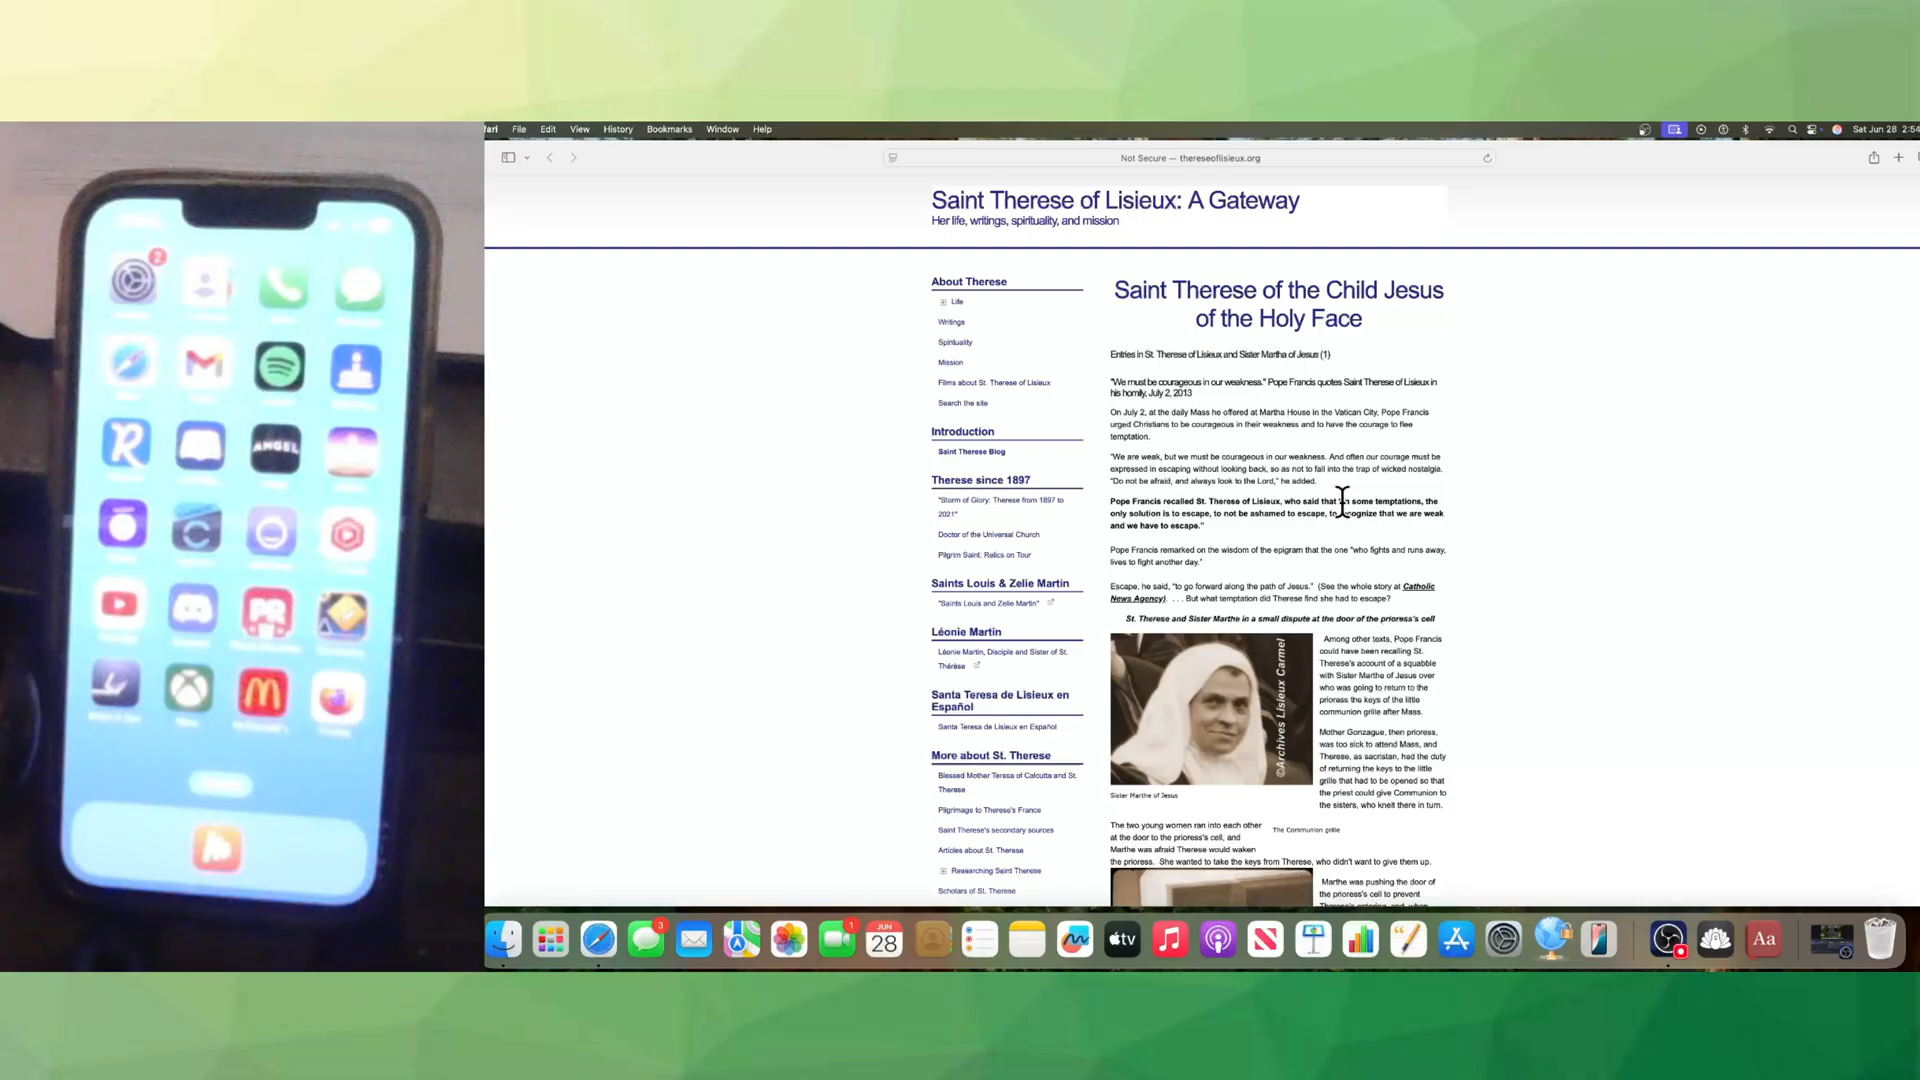 File Edit View History Bookmarks Window Help
Sat Jun 28 2:54
Not Secure — thereseoflisieux.org
Saint Therese of Lisieux: A Gateway
Her life, writings, spirituality, and mission
About Therese
Life
Writings
Spirituality
Mission
Films about St. Therese of Lisieux
Search the site
Introduction
Saint Therese Blog
Therese since 1897
"Storm of Glory: Therese from 1897 to
2021"
Doctor of the Universal Church
Pilgrim Saint: Relics on Tour
Saints Louis & Zelie Martin
"Saints Louis and Zelie Martin"
Léonie Martin
Léonie Martin, Disciple and Sister of St.
Thérèse
Santa Teresa de Lisieux en
Español
Santa Teresa de Lisieux en Español
More about St. Therese
Blessed Mother Teresa of Calcutta and St.
Therese
Pilgrimage to Therese's France
Saint Therese's secondary sources
Articles about St. Therese
Researching Saint Therese
Scholars of St. Therese
Saint Therese of the Child Jesus
of the Holy Face
Entries in St. Therese of Lisieux and Sister Martha of Jesus (1)
"We must be courageous in our weakness." Pope Francis quotes Saint Therese of Lisieux in
his homily, July 2, 2013
On July 2, at the daily Mass he offered at Martha House in the Vatican City, Pope Francis
urged Christians to be courageous in their weakness and to have the courage to flee
temptation.
"We are weak, but we must be courageous in our weakness. And often our courage must be
expressed in escaping without looking back, so as not to fall into the trap of wicked nostalgia.
"Do not be afraid, and always look to the Lord," he added.
Pope Francis recalled St. Therese of Lisieux, who said that "in some temptations, the
only solution is to escape, to not be ashamed to escape, to recognize that we are weak
and we have to escape."
Pope Francis remarked on the wisdom of the epigram that the one "who fights and runs away,
lives to fight another day."
Escape, he said, "to go forward along the path of Jesus." (See the whole story at Catholic
News Agency). . . . But what temptation did Therese find she had to escape?
St. Therese and Sister Marthe in a small dispute at the door of the prioress's cell
©Archives Lisieux Carmel
Sister Marthe of Jesus
Among other texts, Pope Francis
could have been recalling St.
Therese's account of a squabble
with Sister Marthe of Jesus over
who was going to return to the
prioress the keys of the little
communion grille after Mass.
Mother Gonzague, then prioress,
was too sick to attend Mass, and
Therese, as sacristan, had the duty
of returning the keys to the little
grille that had to be opened so that
the priest could give Communion to
the sisters, who knelt there in turn.
The Communion grille
The two young women ran into each other
at the door to the prioress's cell, and
Marthe was afraid Therese would waken
the prioress. She wanted to take the keys from Therese, who didn't want to give them up.
Marthe was pushing the door of
the prioress's cell to prevent
2
ANGEL
PR
3
1
JUN
28
tv
Aa